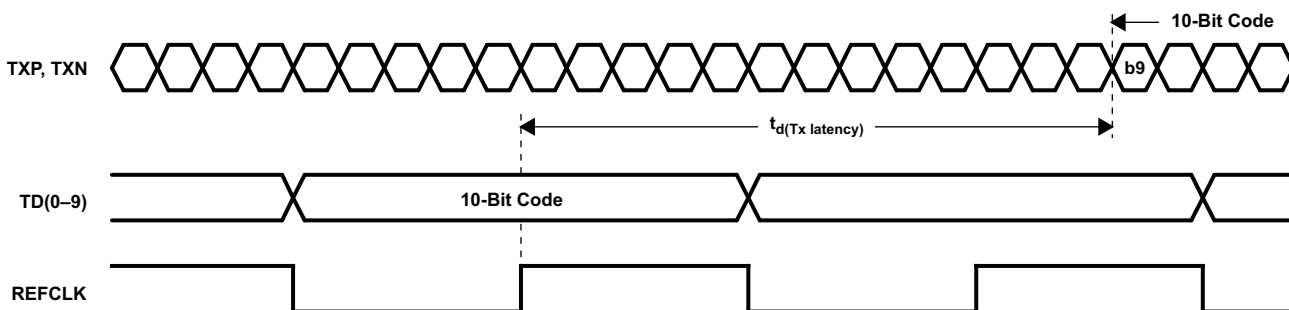 10-Bit Code
TXP, TXN
b9
td(Tx latency)
TD(0–9)
10-Bit Code
REFCLK